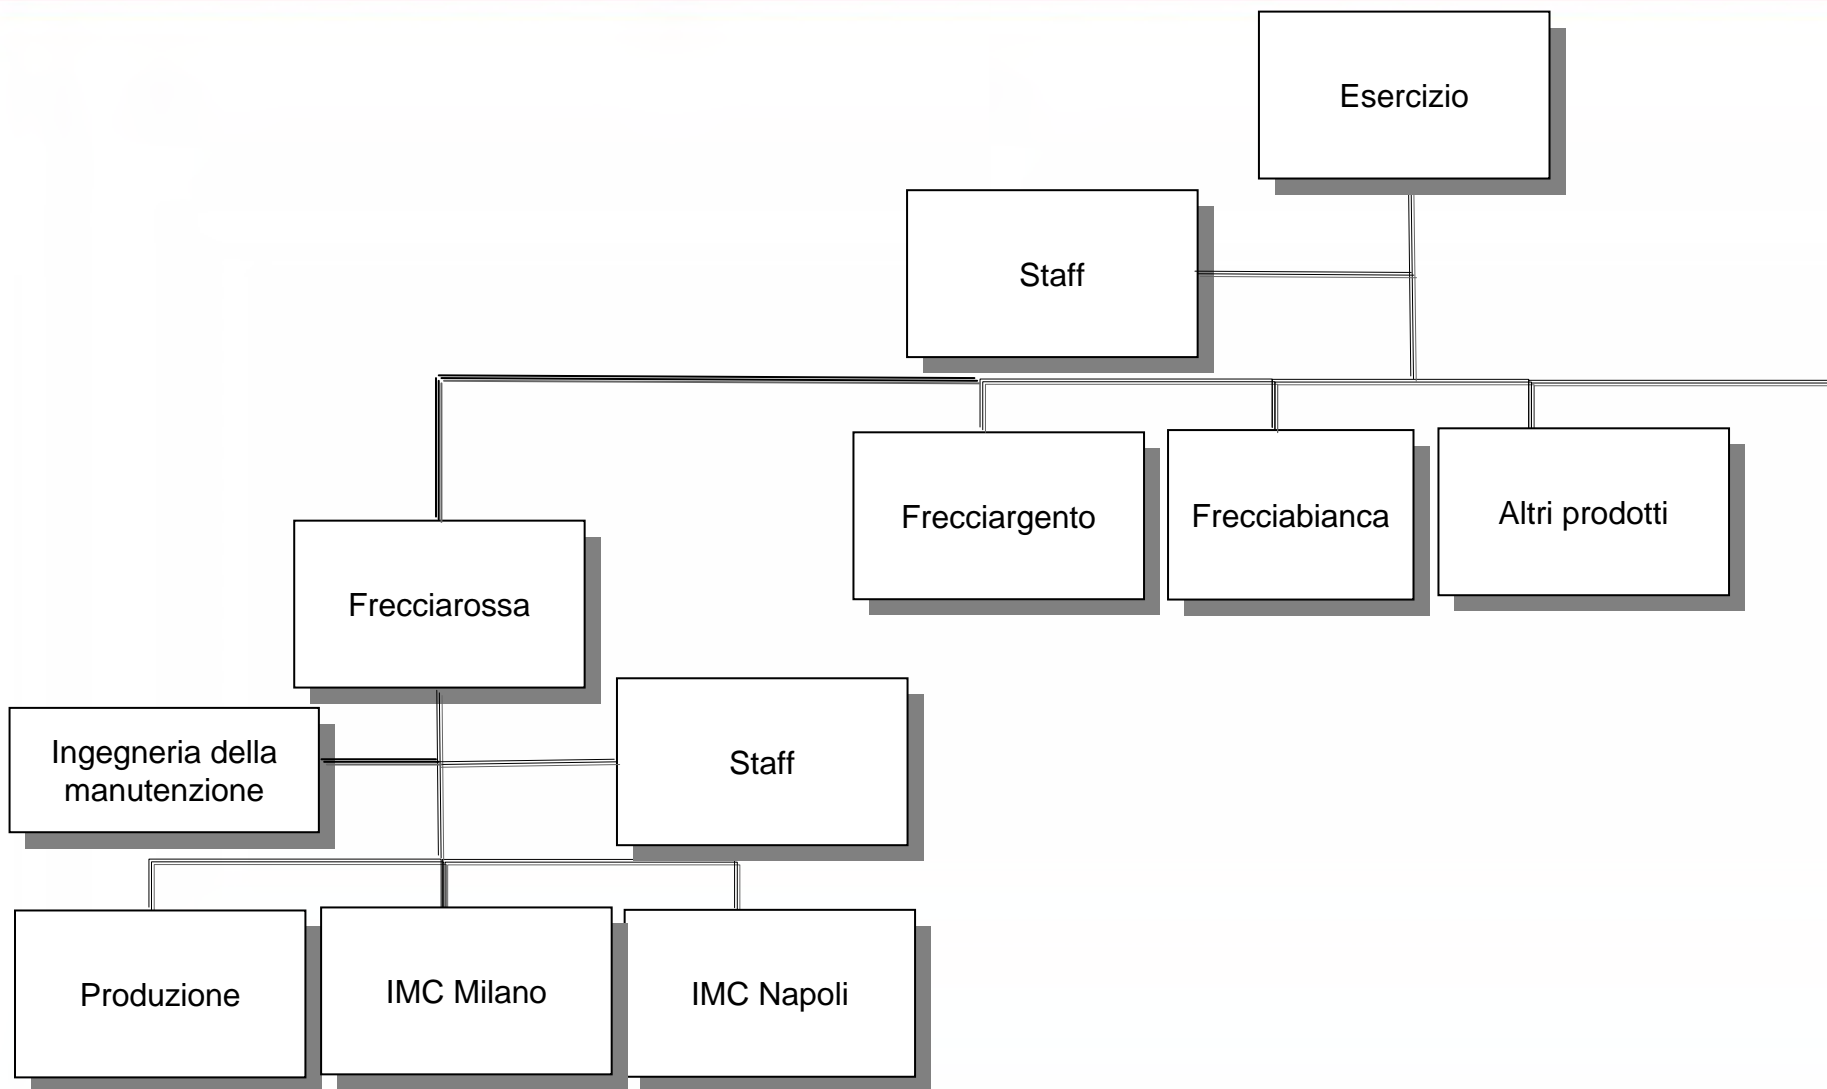 Esercizio
Staff
Frecciargento
Frecciabianca
Altri prodotti
Frecciarossa
Ingegneria della
manutenzione
Staff
Produzione
IMC Milano
IMC Napoli